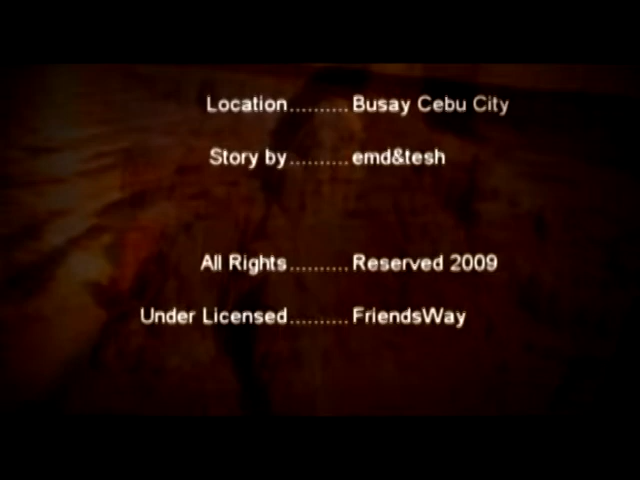 Location.......... Busay Cebu City
Story by.......... emd&tesh
All Rights.......... Reserved 2009
Under Licensed.......... FriendsWay